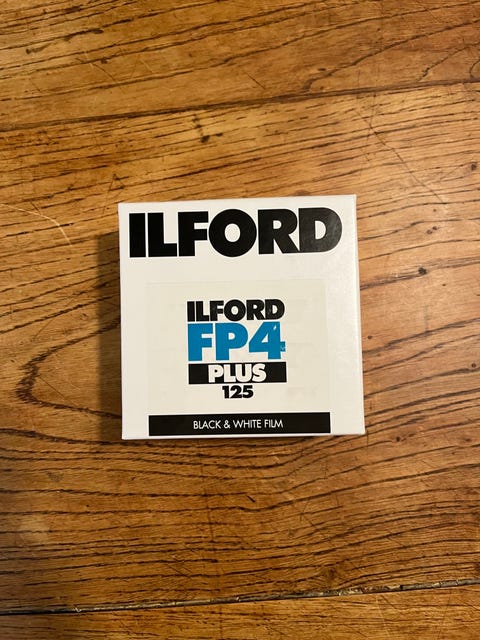 ILFORD
ILFORD
FP4
PLUS
125
BLACK & WHITE FILM